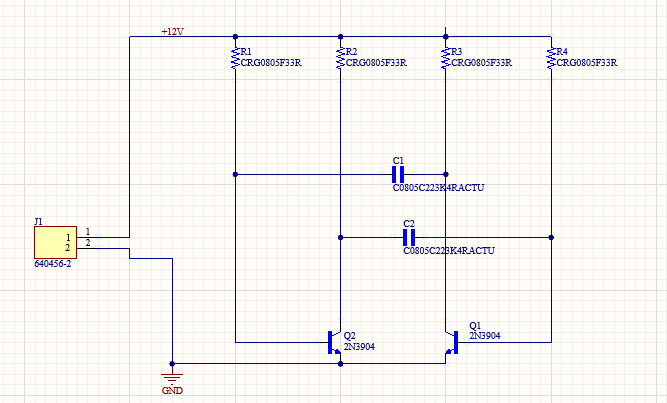 +12V
R1
CRG0805F33R
R2
CRG0805F33R
R3
CRG0805F33R
R4
CRG0805F33R
C1
C0805C223K4RACTU
J1
1
2
1
2
640456-2
C2
C0805C223K4RACTU
Q2
2N3904
Q1
2N3904
GND